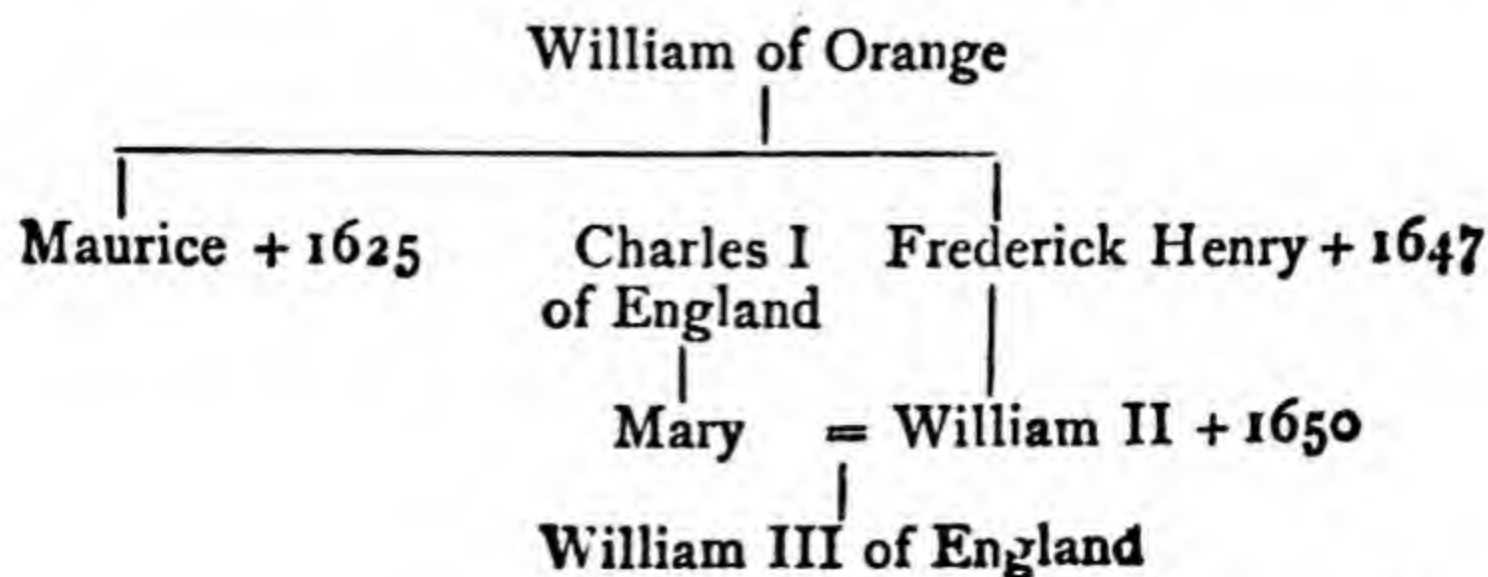 William of Orange
Maurice + 1625 Charles I Frederick Henry + 1647
of England
Mary = William II + 1650
William III of England